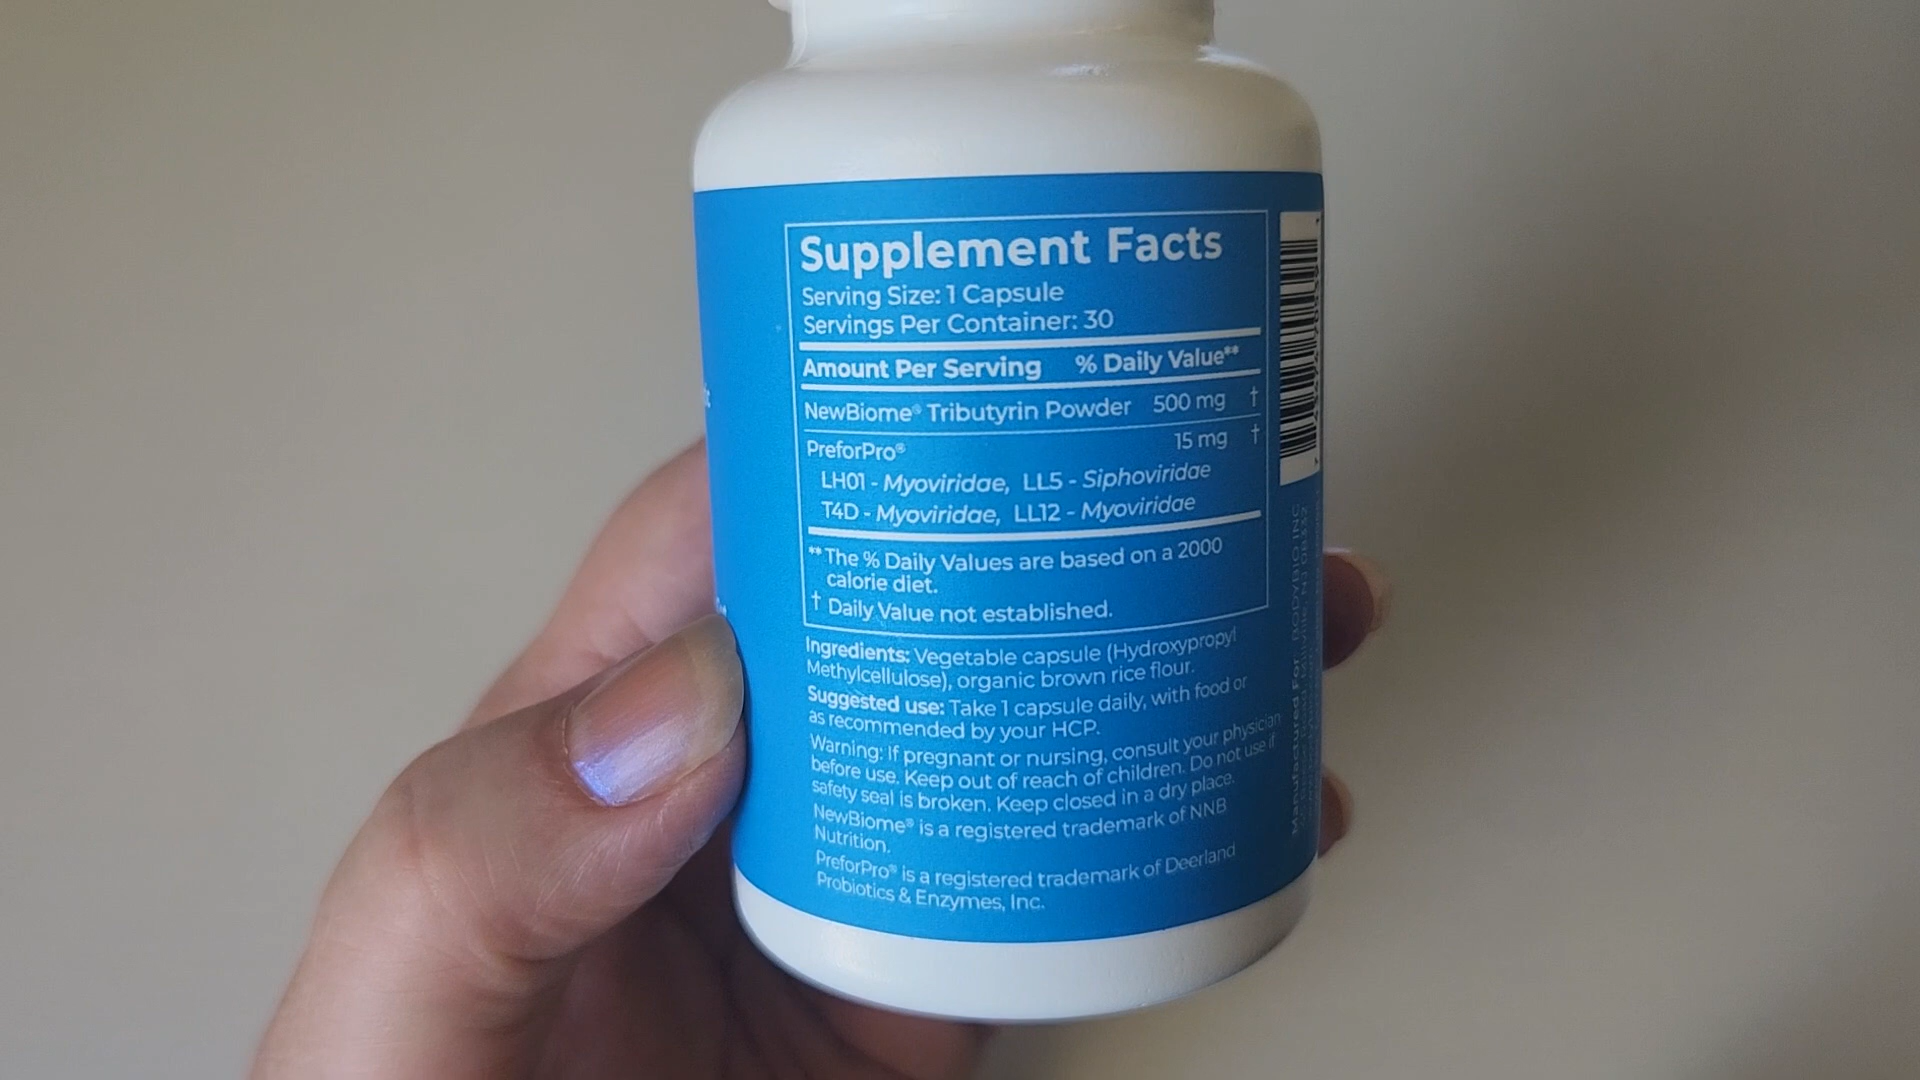 Supplement Facts
Serving Size: 1 Capsule
Servings Per Container: 30
Amount Per Serving % Daily Value**
NewBiome® Tributyrin Powder 500 mg †
PreforPro® 15 mg †
LH01 - Myoviridae, LL5 - Siphoviridae
T4D - Myoviridae, LL12 - Myoviridae
** The % Daily Values are based on a 2000
calorie diet.
† Daily Value not established.
Ingredients: Vegetable capsule (Hydroxypropyl
Methylcellulose), organic brown rice flour.
Suggested use: Take 1 capsule daily, with food or
as recommended by your HCP.
Warning: If pregnant or nursing, consult your physician
before use. Keep out of reach of children. Do not use if
safety seal is broken. Keep closed in a dry place.
NewBiome® is a registered trademark of NNB
Nutrition.
PreforPro® is a registered trademark of Deerland
Probiotics & Enzymes, Inc.
Manufactured For BODYBIO INC
Millville, NJ 08332